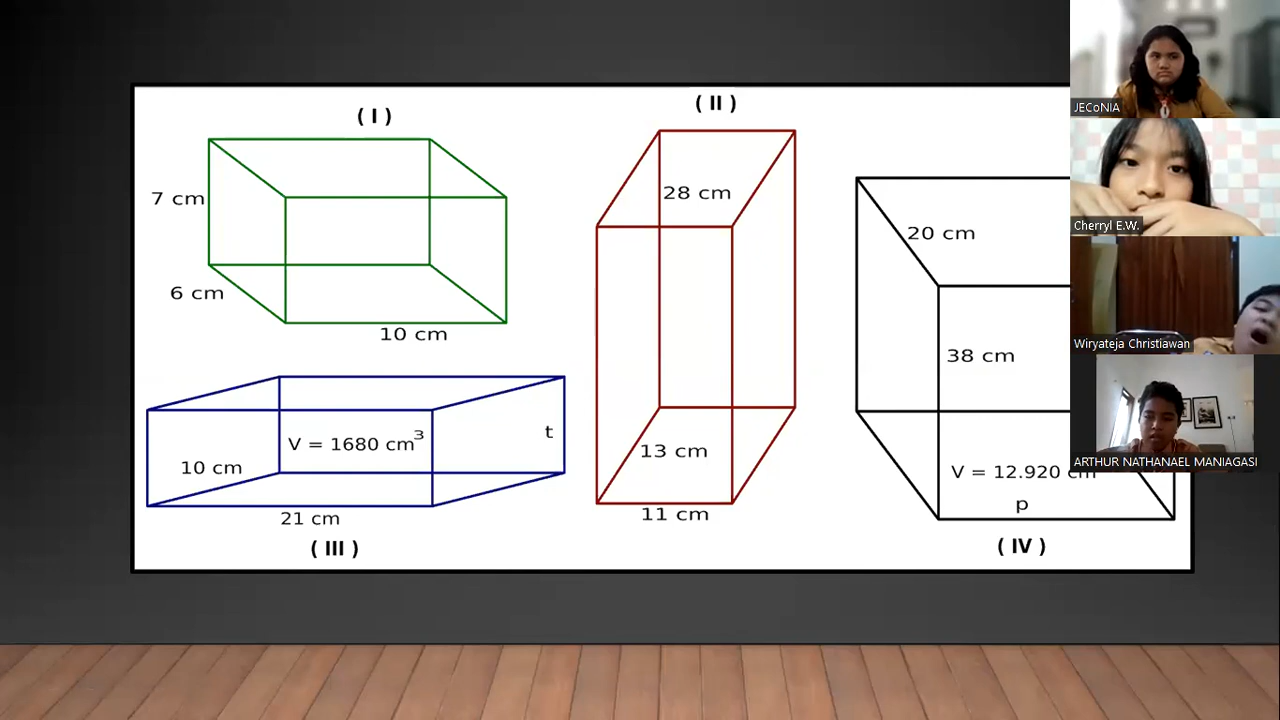 ( I )
7 cm
6 cm
10 cm
( II )
28 cm
13 cm
11 cm
V = 1680 cm³
t
10 cm
21 cm
( III )
20 cm
38 cm
V = 12.920 cm
p
( IV )
JECoNIA
Cherryl E.W.
Wiryateja Christiawan
ARTHUR NATHANAEL MANIAGASI